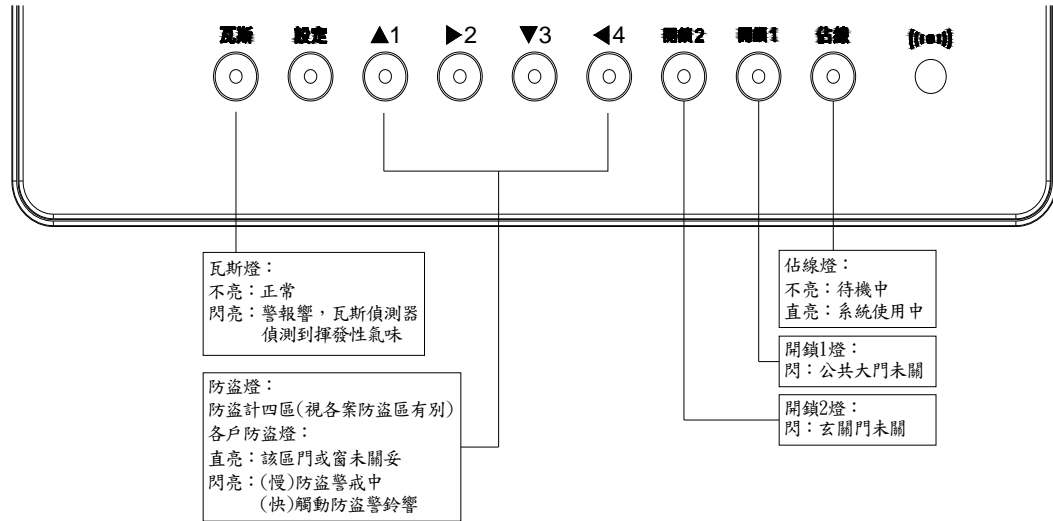 瓦斯 設定 ▲1 ▶2 ▼3 ◀4 開鎖2 開鎖1 佔線
瓦斯燈：
不亮：正常
閃亮：警報響，瓦斯偵測器
偵測到揮發性氣味
防盜燈：
防盜計四區(視各案防盜區有別)
各戶防盜燈：
直亮：該區門或窗未關妥
閃亮：(慢)防盜警戒中
(快)觸動防盜警鈴響
佔線燈：
不亮：待機中
直亮：系統使用中
開鎖1燈：
閃：公共大門未關
開鎖2燈：
閃：玄關門未關